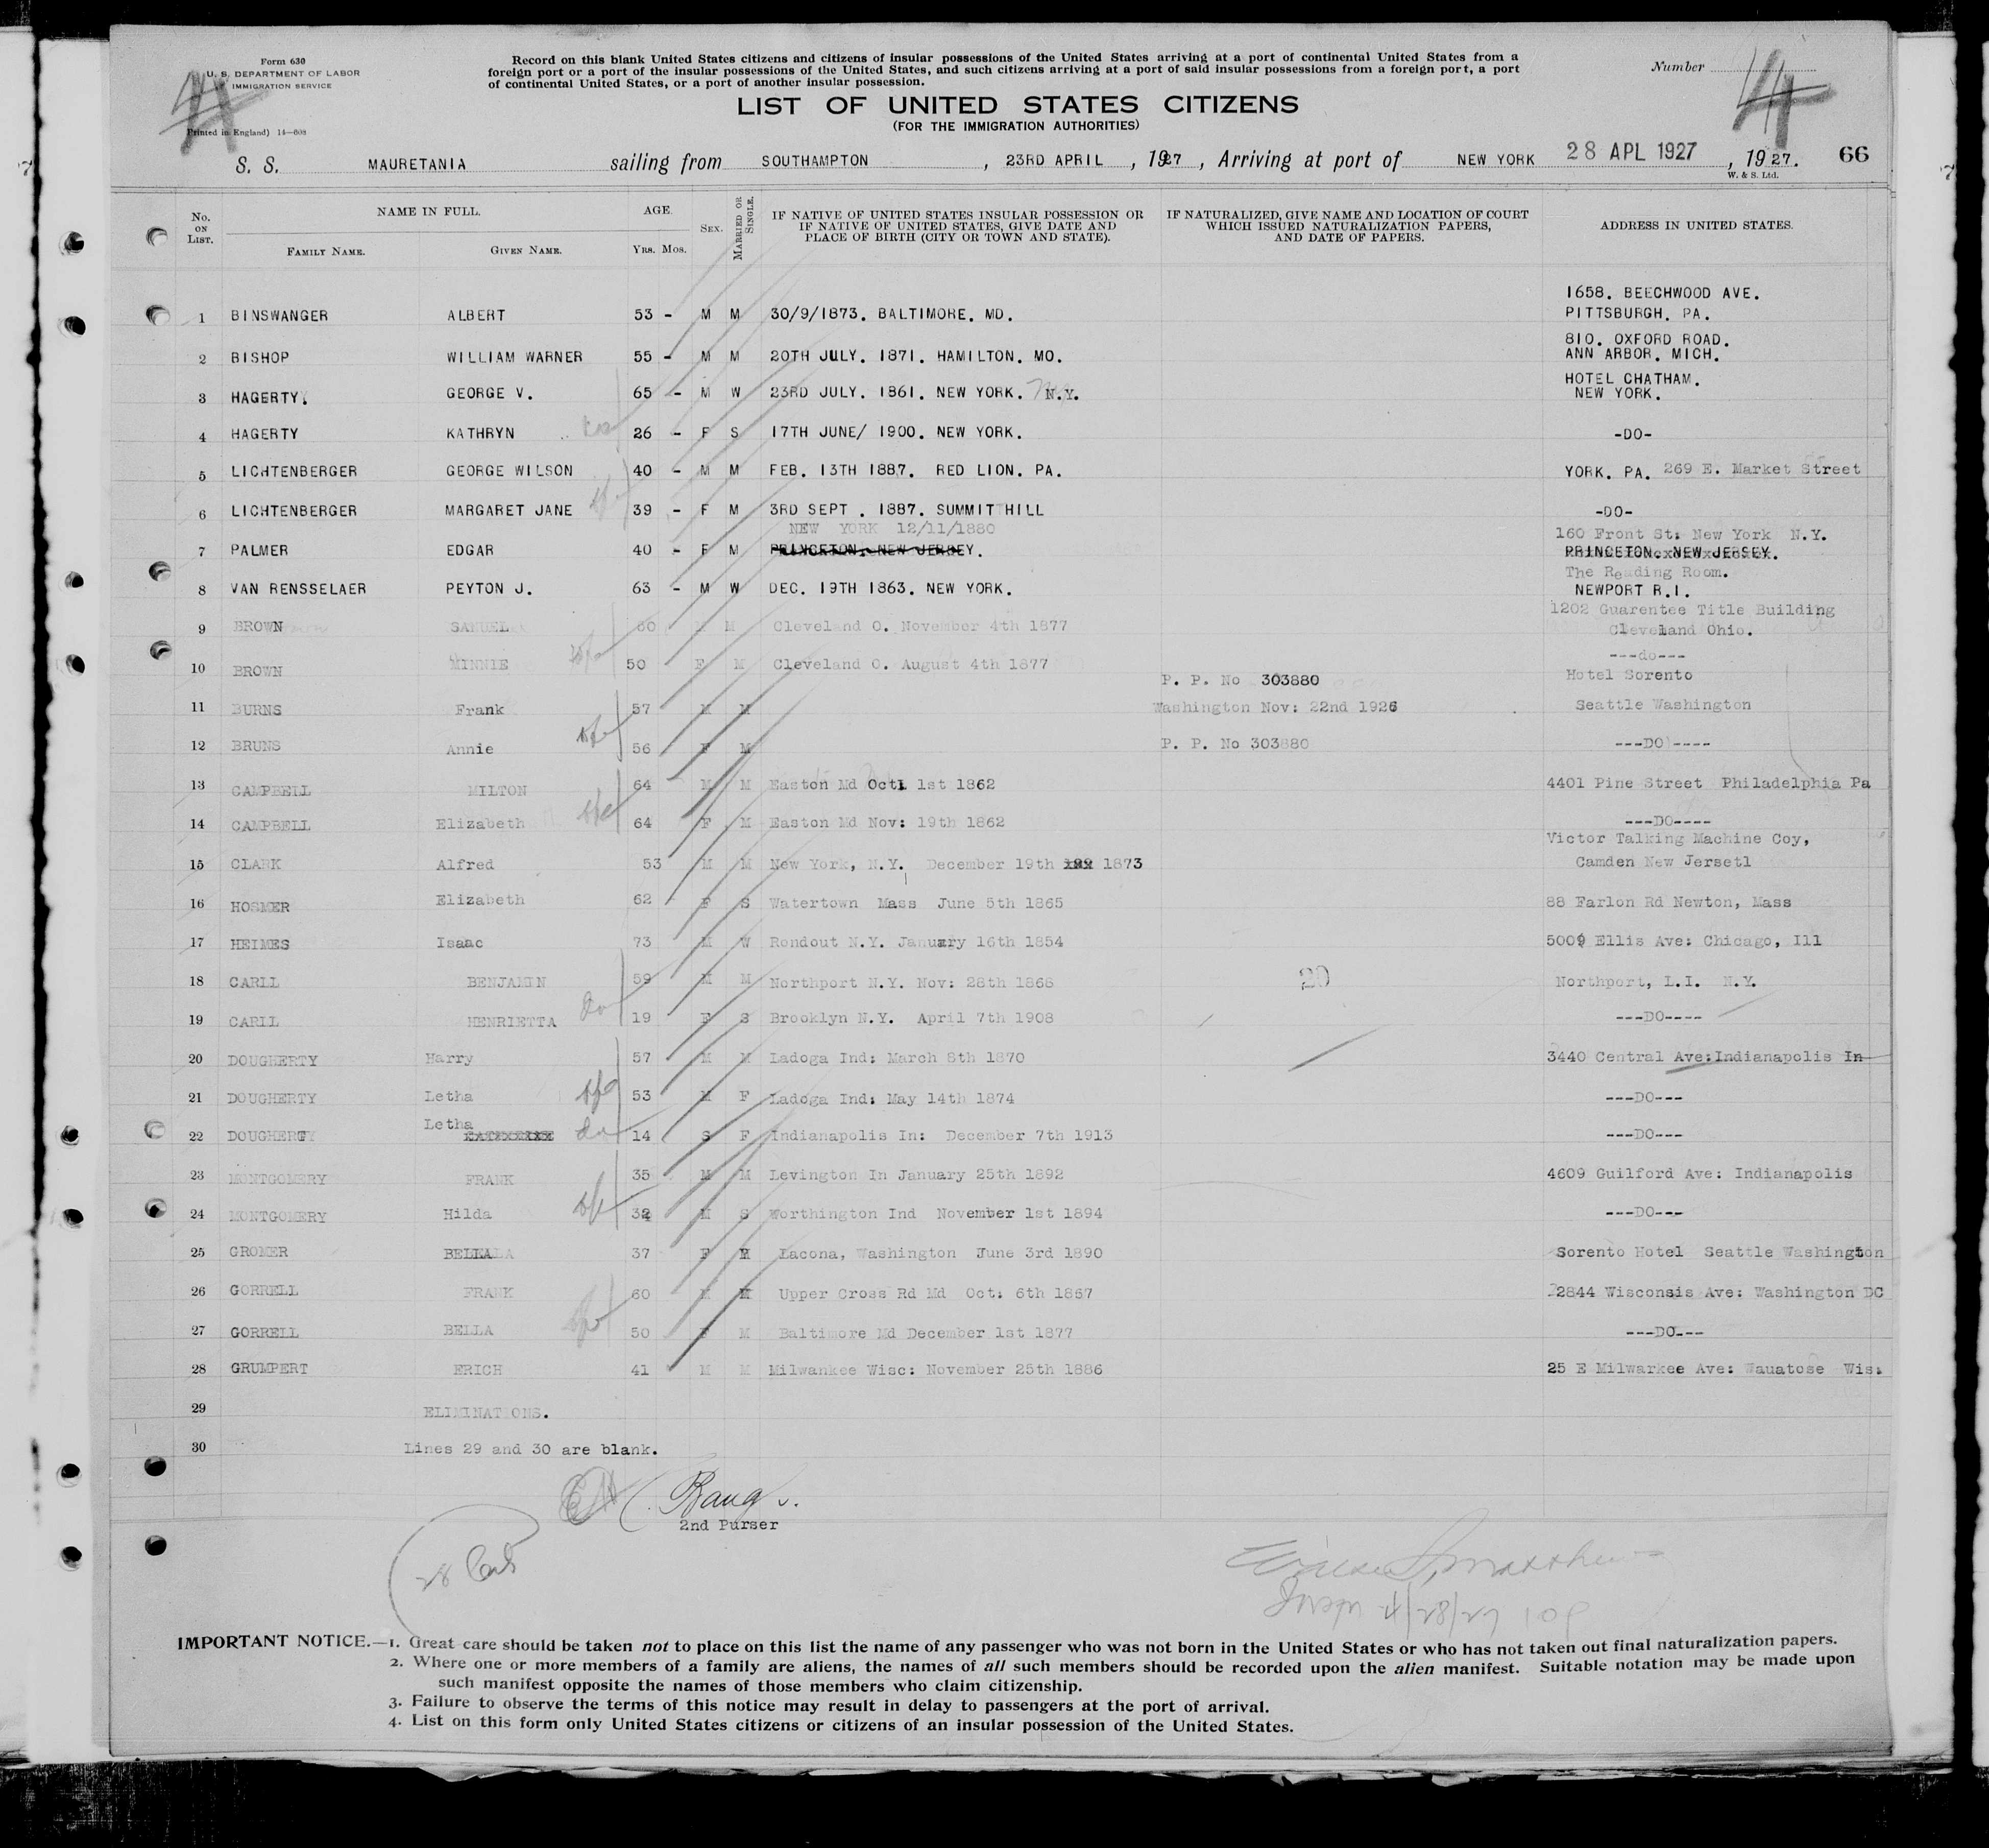 Form 630
U. S. DEPARTMENT OF LABOR
IMMIGRATION SERVICE
Printed in England) 14—608
Record on this blank United States citizens and citizens of insular possessions of the United States arriving at a port of continental United States from a
foreign port or a port of the insular possessions of the United States, and such citizens arriving at a port of said insular possessions from a foreign port, a port
of continental United States, or a port of another insular possession.
Number 4
LIST OF UNITED STATES CITIZENS
(FOR THE IMMIGRATION AUTHORITIES)
S. S. MAURETANIA sailing from SOUTHAMPTON, 23RD APRIL, 1927, Arriving at port of NEW YORK 28 APL 1927, 1927. 66
W. & S. Ltd.
No. ON LIST. NAME IN FULL. AGE. SEX. MARRIED OR SINGLE. IF NATIVE OF UNITED STATES INSULAR POSSESSION OR IF NATIVE OF UNITED STATES, GIVE DATE AND PLACE OF BIRTH (CITY OR TOWN AND STATE). IF NATURALIZED, GIVE NAME AND LOCATION OF COURT WHICH ISSUED NATURALIZATION PAPERS, AND DATE OF PAPERS. ADDRESS IN UNITED STATES.
FAMILY NAME. GIVEN NAME. YRS. MOS.
1 BINSWANGER ALBERT 53 - M M 30/9/1873. BALTIMORE. MD. 1658. BEECHWOOD AVE. PITTSBURGH. PA.
2 BISHOP WILLIAM WARNER 55 - M M 20TH JULY. 1871. HAMILTON. MO. 810. OXFORD ROAD. ANN ARBOR. MICH.
3 HAGERTY. GEORGE V. 65 - M W 23RD JULY. 1861. NEW YORK. N.Y. HOTEL CHATHAM. NEW YORK.
4 HAGERTY KATHRYN 26 - F S 17TH JUNE/ 1900. NEW YORK. -DO-
5 LICHTENBERGER GEORGE WILSON 40 - M M FEB. 13TH 1887. RED LION. PA. YORK. PA. 269 E. Market Street
6 LICHTENBERGER MARGARET JANE 39 - F M 3RD SEPT . 1887. SUMMIT HILL -DO-
NEW YORK 12/11/1880 160 Front St: New York N.Y.
7 PALMER EDGAR 40 - F M PRINCETON. NEW JERSEY. PRINCETON. NEW JERSEY.
The Reading Room.
8 VAN RENSSELAER PEYTON J. 63 - M W DEC. 19TH 1863. NEW YORK. NEWPORT R.I.
9 BROWN SAMUEL 60 M M Cleveland O. November 4th 1877 1202 Guarentee Title Building Cleveland Ohio.
10 BROWN MINNIE 50 F M Cleveland O. August 4th 1877 ---do---
P. P. No 303880 Hotel Sorento
11 BURNS Frank 57 M M Washington Nov: 22nd 1926 Seattle Washington
12 BRUNS Annie 56 F M P. P. No 303880 ---DO----
13 CAMPBELL MILTON 64 M M Easton Md Oct1 1st 1862 4401 Pine Street Philadelphia Pa
14 CAMPBELL Elizabeth 64 F M Easton Md Nov: 19th 1862 ---DO----
15 CLARK Alfred 53 M M New York, N.Y. December 19th xxx 1873 Victor Talking Machine Coy, Camden New Jersetl
16 HOSMER Elizabeth 62 F S Watertown Mass June 5th 1865 88 Farlon Rd Newton, Mass
17 HEIMES Isaac 73 M W Rondout N.Y. January 16th 1854 5009 Ellis Ave: Chicago, Ill
18 CARLL BENJAMIN 59 M M Northport N.Y. Nov: 28th 1868 20 Northport, L.I. N.Y.
19 CARLL HENRIETTA 19 F S Brooklyn N.Y. April 7th 1908 ---DO----
20 DOUGHERTY Harry 57 M M Ladoga Ind: March 8th 1870 3440 Central Ave:Indianapolis In
21 DOUGHERTY Letha 53 M F Ladoga Ind: May 14th 1874 ---DO---
22 DOUGHERTY Letha 14 S F Indianapolis In: December 7th 1913 ---DO---
23 MONTGOMERY FRANK 35 M M Levington In January 25th 1892 4609 Guilford Ave: Indianapolis
24 MONTGOMERY Hilda 32 M S Worthington Ind November 1st 1894 ---DO---
25 GROMER BELLA 37 F M Lacona, Washington June 3rd 1890 Sorento Hotel Seattle Washington
26 GORRELL FRANK 60 M M Upper Cross Rd Md Oct: 6th 1867 2844 Wisconsis Ave: Washington DC
27 GORRELL BELLA 50 F M Baltimore Md December 1st 1877 ---DO---
28 GRUMPERT ERICH 41 M M Milwankee Wisc: November 25th 1886 25 E Milwarkee Ave: Wauatose Wis:
29 ELIMINATIONS.
30 Lines 29 and 30 are blank.
2nd Purser
28
4/28/27
IMPORTANT NOTICE.—1. Great care should be taken not to place on this list the name of any passenger who was not born in the United States or who has not taken out final naturalization papers.
2. Where one or more members of a family are aliens, the names of all such members should be recorded upon the alien manifest. Suitable notation may be made upon
such manifest opposite the names of those members who claim citizenship.
3. Failure to observe the terms of this notice may result in delay to passengers at the port of arrival.
4. List on this form only United States citizens or citizens of an insular possession of the United States.